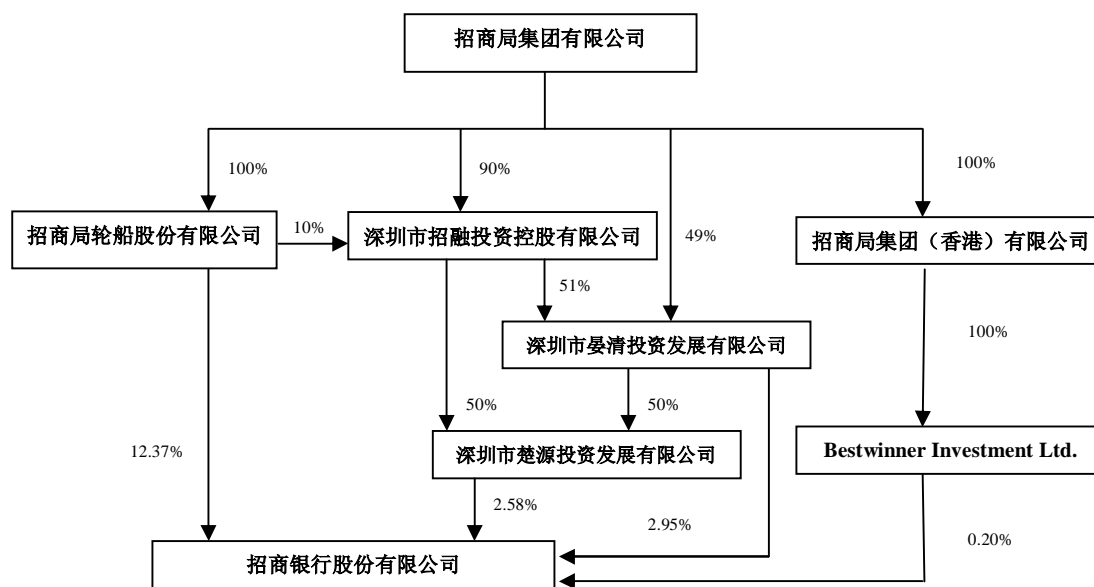 招商局集团有限公司
100%
90%
100%
招商局轮船股份有限公司
10%
深圳市招融投资控股有限公司
49%
招商局集团（香港）有限公司
51%
深圳市晏清投资发展有限公司
100%
50%
50%
12.37%
深圳市楚源投资发展有限公司
Bestwinner Investment Ltd.
2.58%
2.95%
0.20%
招商银行股份有限公司